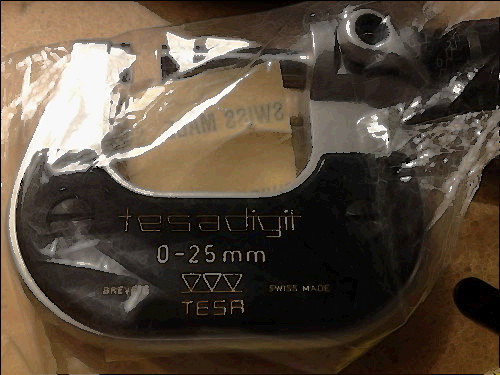 SWISS MADE
tesadigit
0-25mm
BREVETS SWISS MADE
TESA